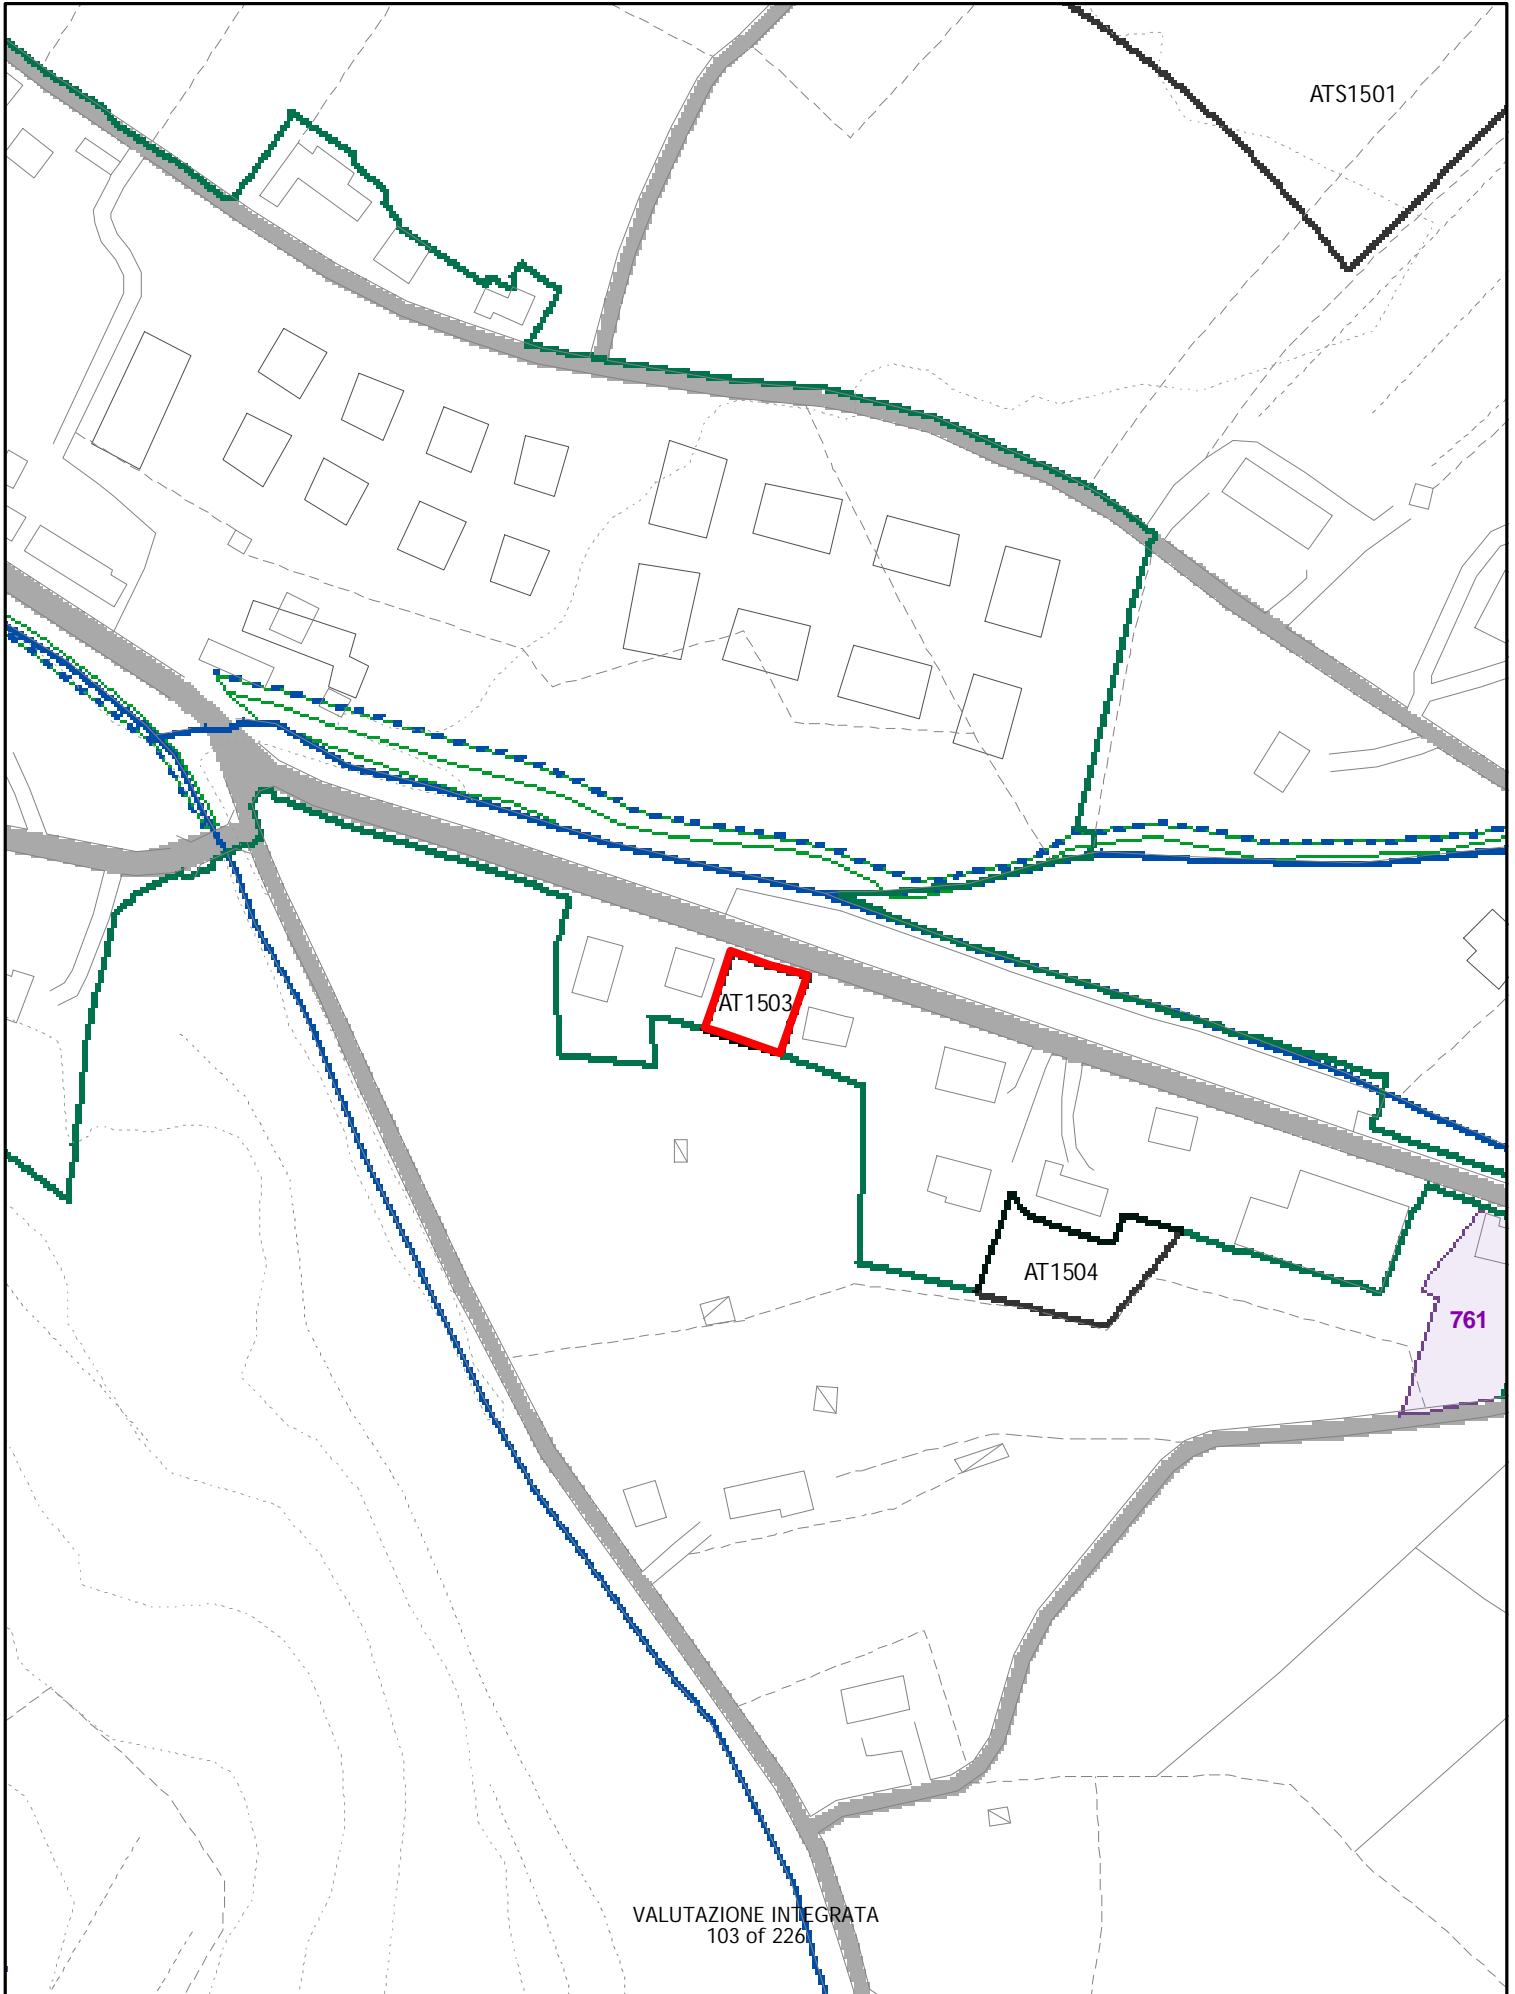 ATS1501
AT1503
AT1504
761
VALUTAZIONE INTEGRATA
103 of 226